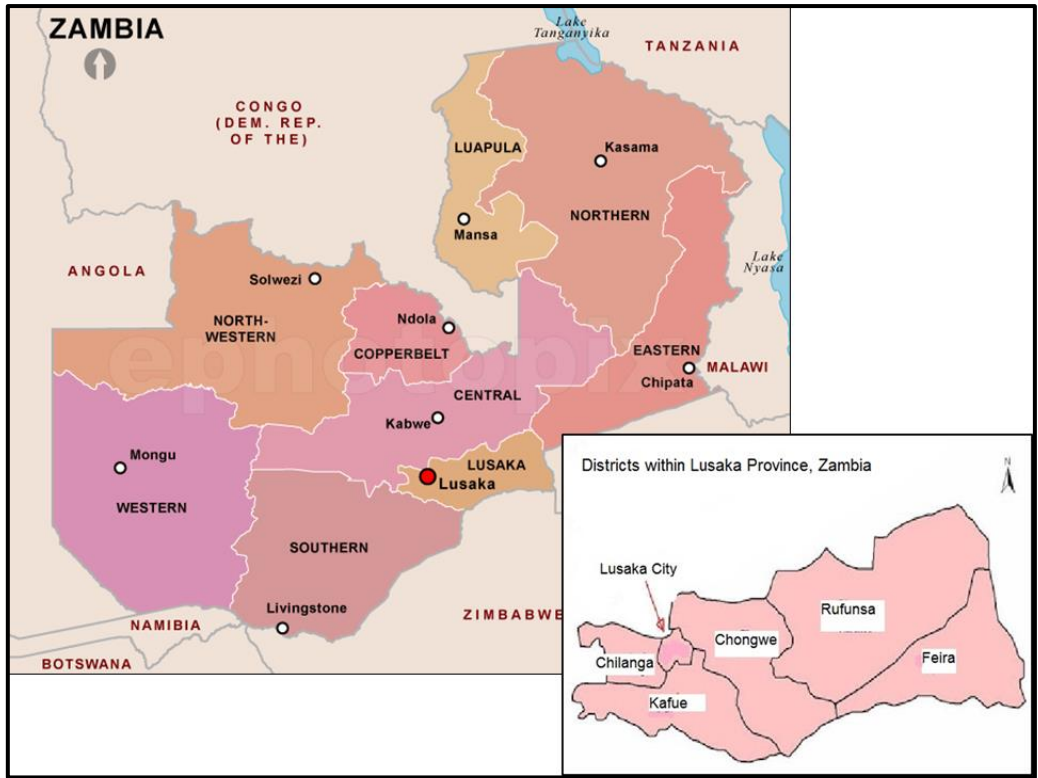 ZAMBIA
Lake
Tanganyika
TANZANIA
CONGO
(DEM. REP.
OF THE)
LUAPULA
Kasama
NORTHERN
Mansa
ANGOLA
Lake
Nyasa
Solwezi
NORTH-
WESTERN
Ndola
COPPERBELT
EASTERN
MALAWI
Chipata
ephotopix
CENTRAL
Kabwe
Mongu
LUSAKA
Lusaka
WESTERN
SOUTHERN
Livingstone
ZIMBABWE
NAMIBIA
BOTSWANA
Districts within Lusaka Province, Zambia
N
Lusaka City
Rufunsa
Chongwe
Feira
Chilanga
Kafue